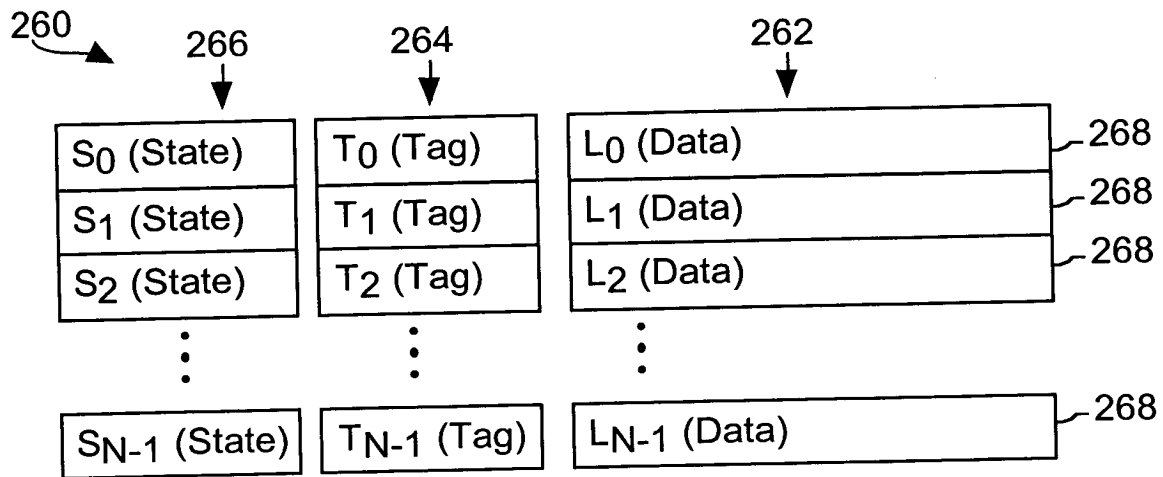 260
266 264 262
S0 (State) T0 (Tag) L0 (Data) 268
S1 (State) T1 (Tag) L1 (Data) 268
S2 (State) T2 (Tag) L2 (Data) 268
SN-1 (State) TN-1 (Tag) LN-1 (Data) 268